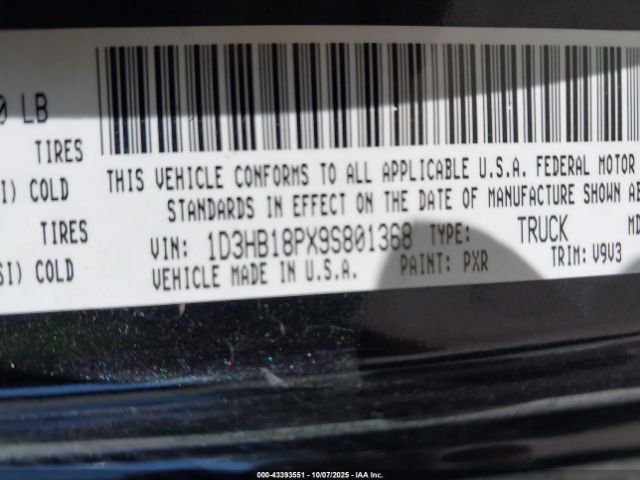 0 LB
TIRES
I) COLD
TIRES
SI) COLD
THIS VEHICLE CONFORMS TO ALL APPLICABLE U.S.A. FEDERAL MOTOR
STANDARDS IN EFFECT ON THE DATE OF MANUFACTURE SHOWN AB
VIN: 1D3HB18PX9S801368 TYPE: TRUCK MD
VEHICLE MADE IN U.S.A. PAINT: PXR TRIM: V9V3
000-43393551 | 10/07/2025 - IAA Inc.